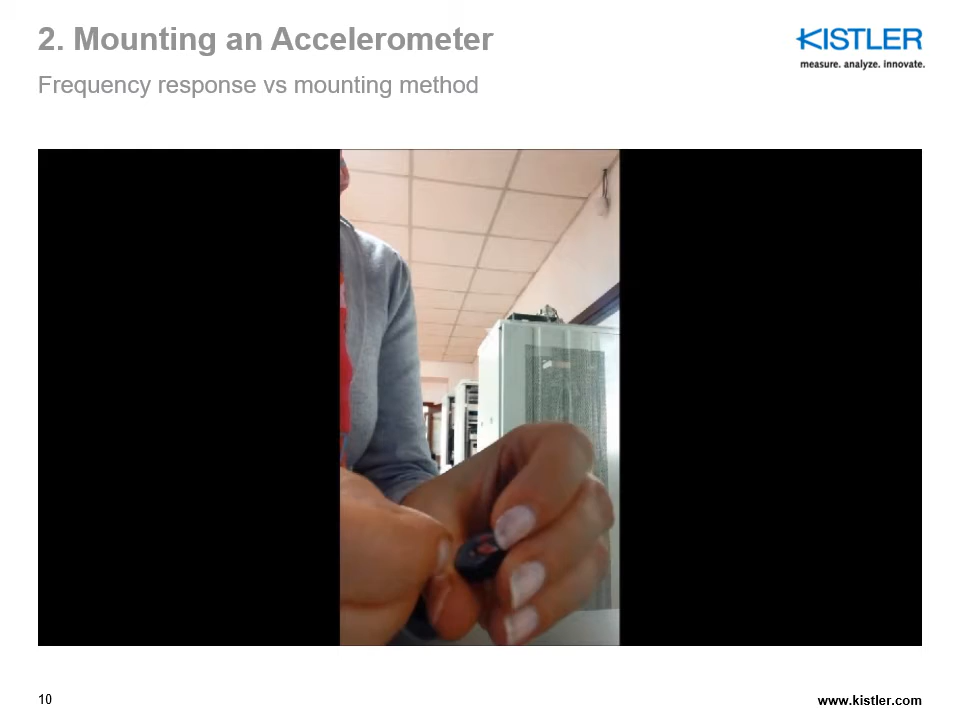 2. Mounting an Accelerometer
Frequency response vs mounting method
KISTLER
measure. analyze. innovate.
10
www.kistler.com